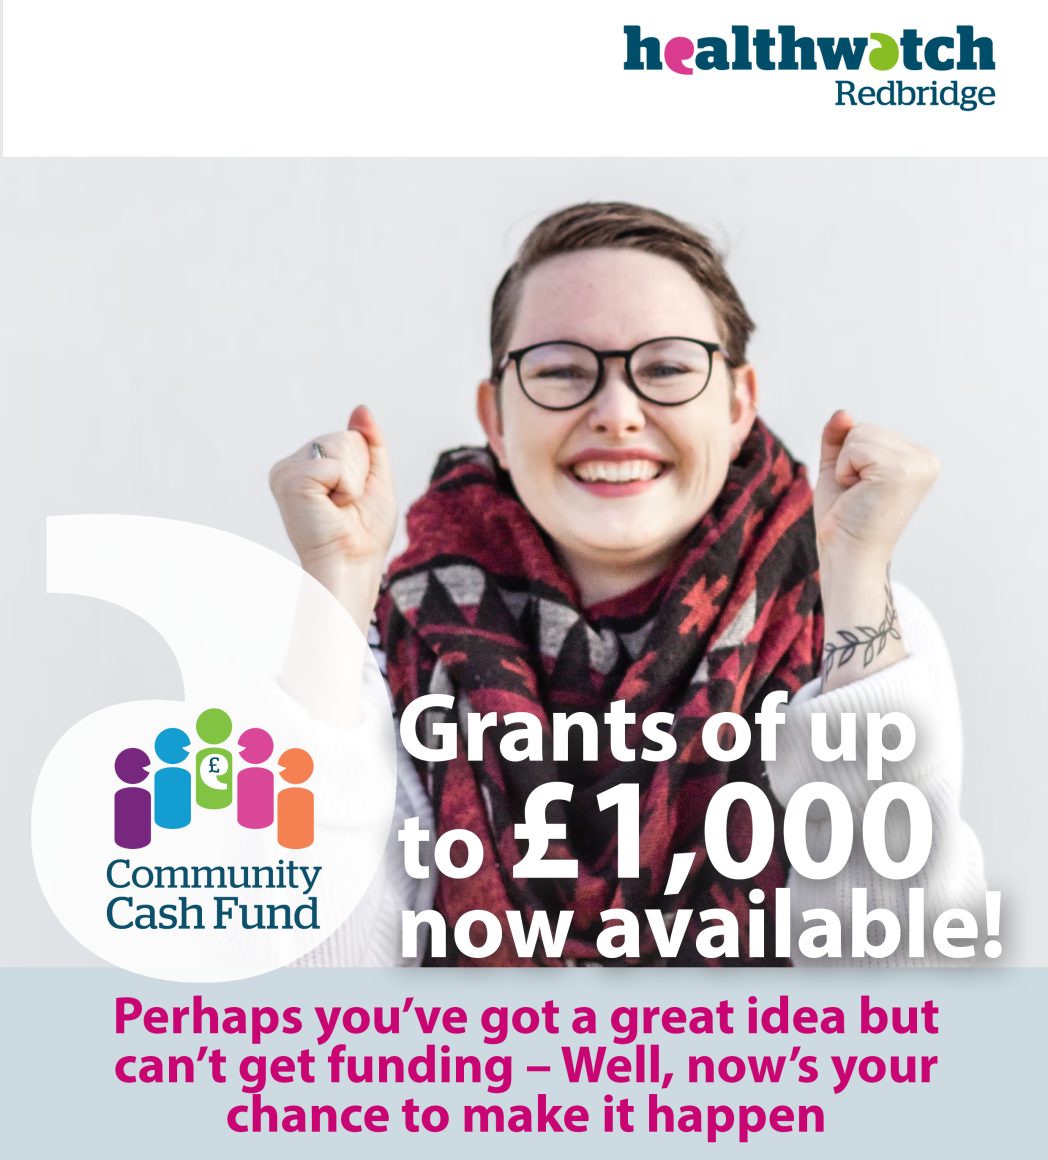 healthwatch
Redbridge
£
Community
Cash Fund
Grants of up
to £1,000
now available!
Perhaps you’ve got a great idea but
can’t get funding – Well, now’s your
chance to make it happen